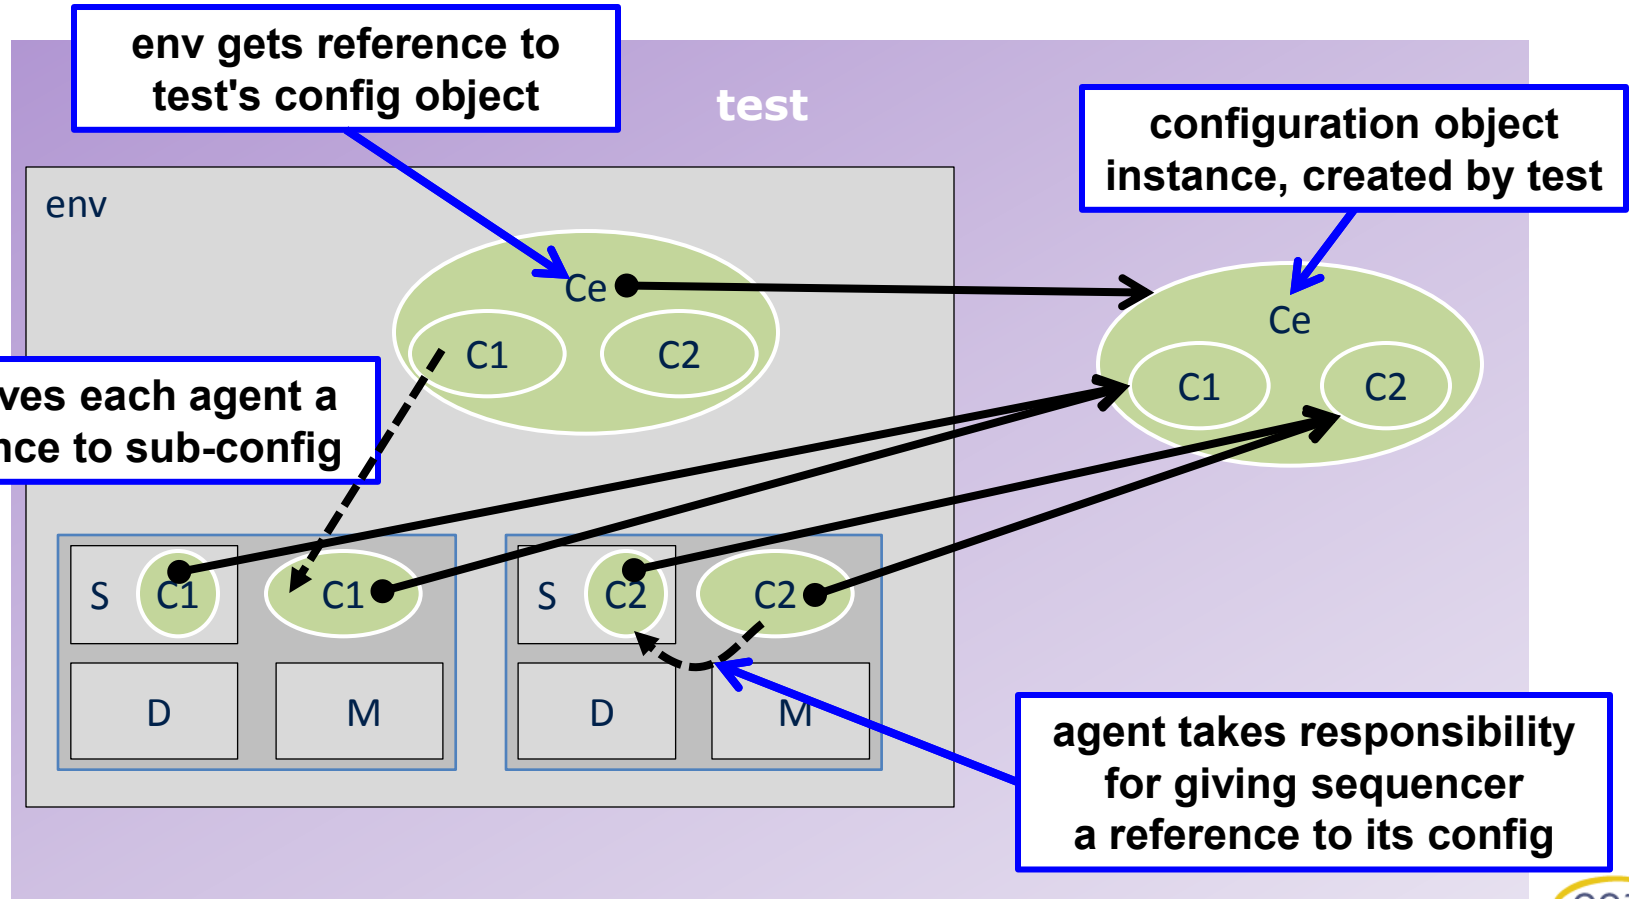 env gets reference to
test's config object
test
configuration object
instance, created by test
env
Ce
C1
C2
Ce
C1
C2
each agent a
to sub-config
S
C1
C1
S
C2
C2
D
M
D
M
agent takes responsibility
for giving sequencer
a reference to its config